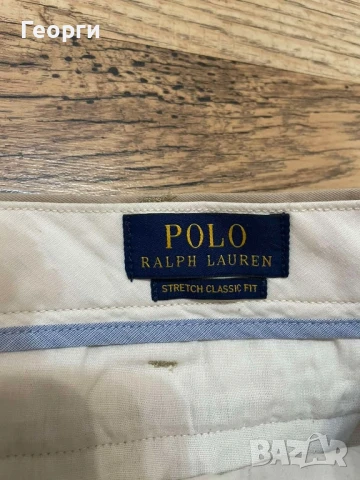 Георги
POLO
RALPH LAUREN
STRETCH CLASSIC FIT
BAZAR